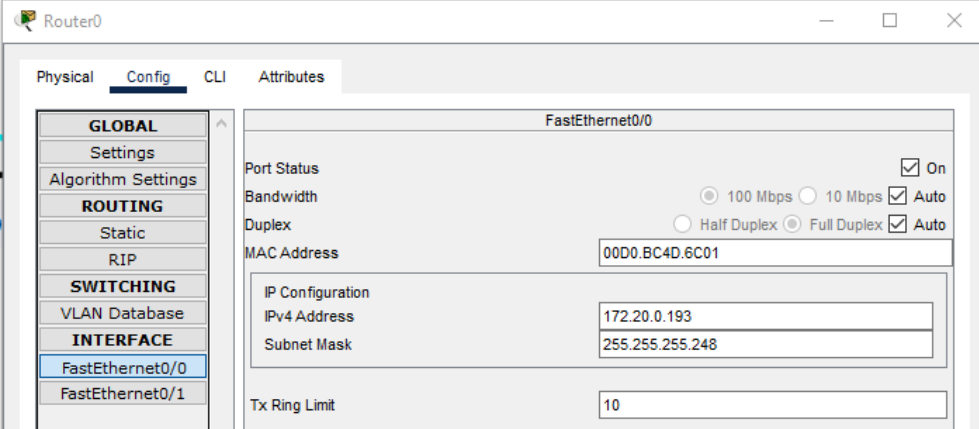 Router0
Physical Config CLI Attributes
GLOBAL
Settings
Algorithm Settings
ROUTING
Static
RIP
SWITCHING
VLAN Database
INTERFACE
FastEthernet0/0
FastEthernet0/1
FastEthernet0/0
Port Status On
Bandwidth 100 Mbps 10 Mbps Auto
Duplex Half Duplex Full Duplex Auto
MAC Address 00D0.BC4D.6C01
IP Configuration
IPv4 Address 172.20.0.193
Subnet Mask 255.255.255.248
Tx Ring Limit 10